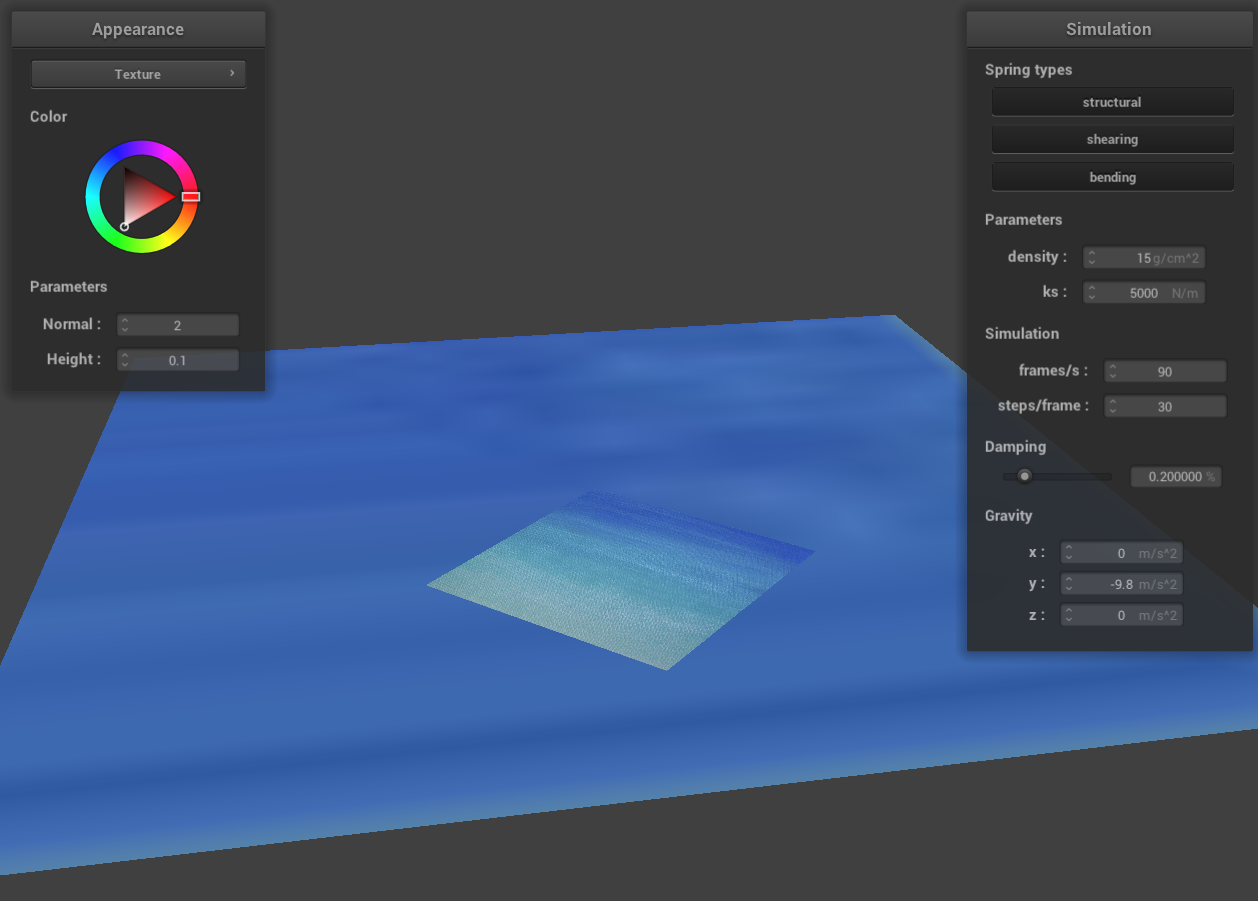 Appearance
Texture
Color
Parameters
Normal : 2
Height : 0.1
Simulation
Spring types
structural
shearing
bending
Parameters
density : 15 g/cm^2
ks : 5000 N/m
Simulation
frames/s : 90
steps/frame : 30
Damping
0.200000 %
Gravity
x : 0 m/s^2
y : -9.8 m/s^2
z : 0 m/s^2